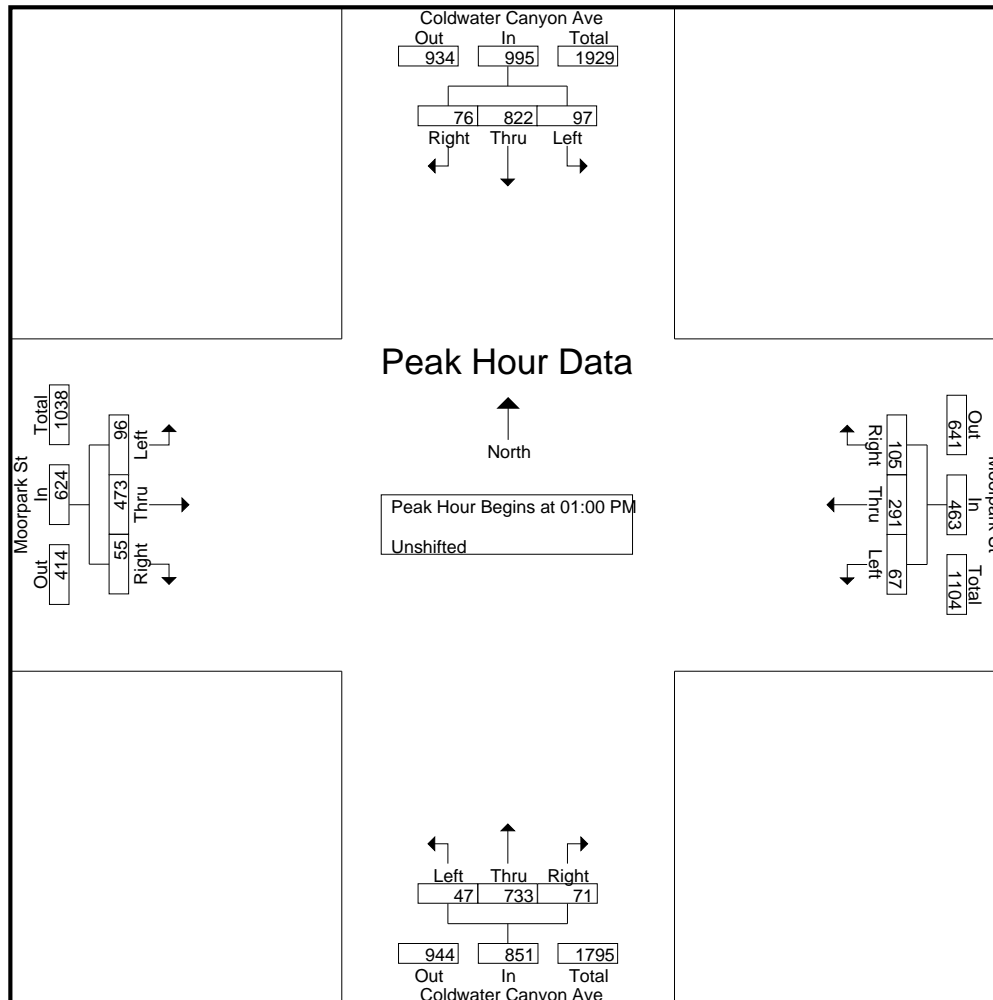 Coldwater Canyon Ave
Out In Total
934 995 1929
76 822 97
Right Thru Left
Peak Hour Data
North
Peak Hour Begins at 01:00 PM
Unshifted
Moorpark St
Out In Total
414 624 1038
55 473 96
Right Thru Left
Moorpark St
Out In Total
641 463 1104
105 291 67
Right Thru Left
Left Thru Right
47 733 71
944 851 1795
Out In Total
Coldwater Canyon Ave